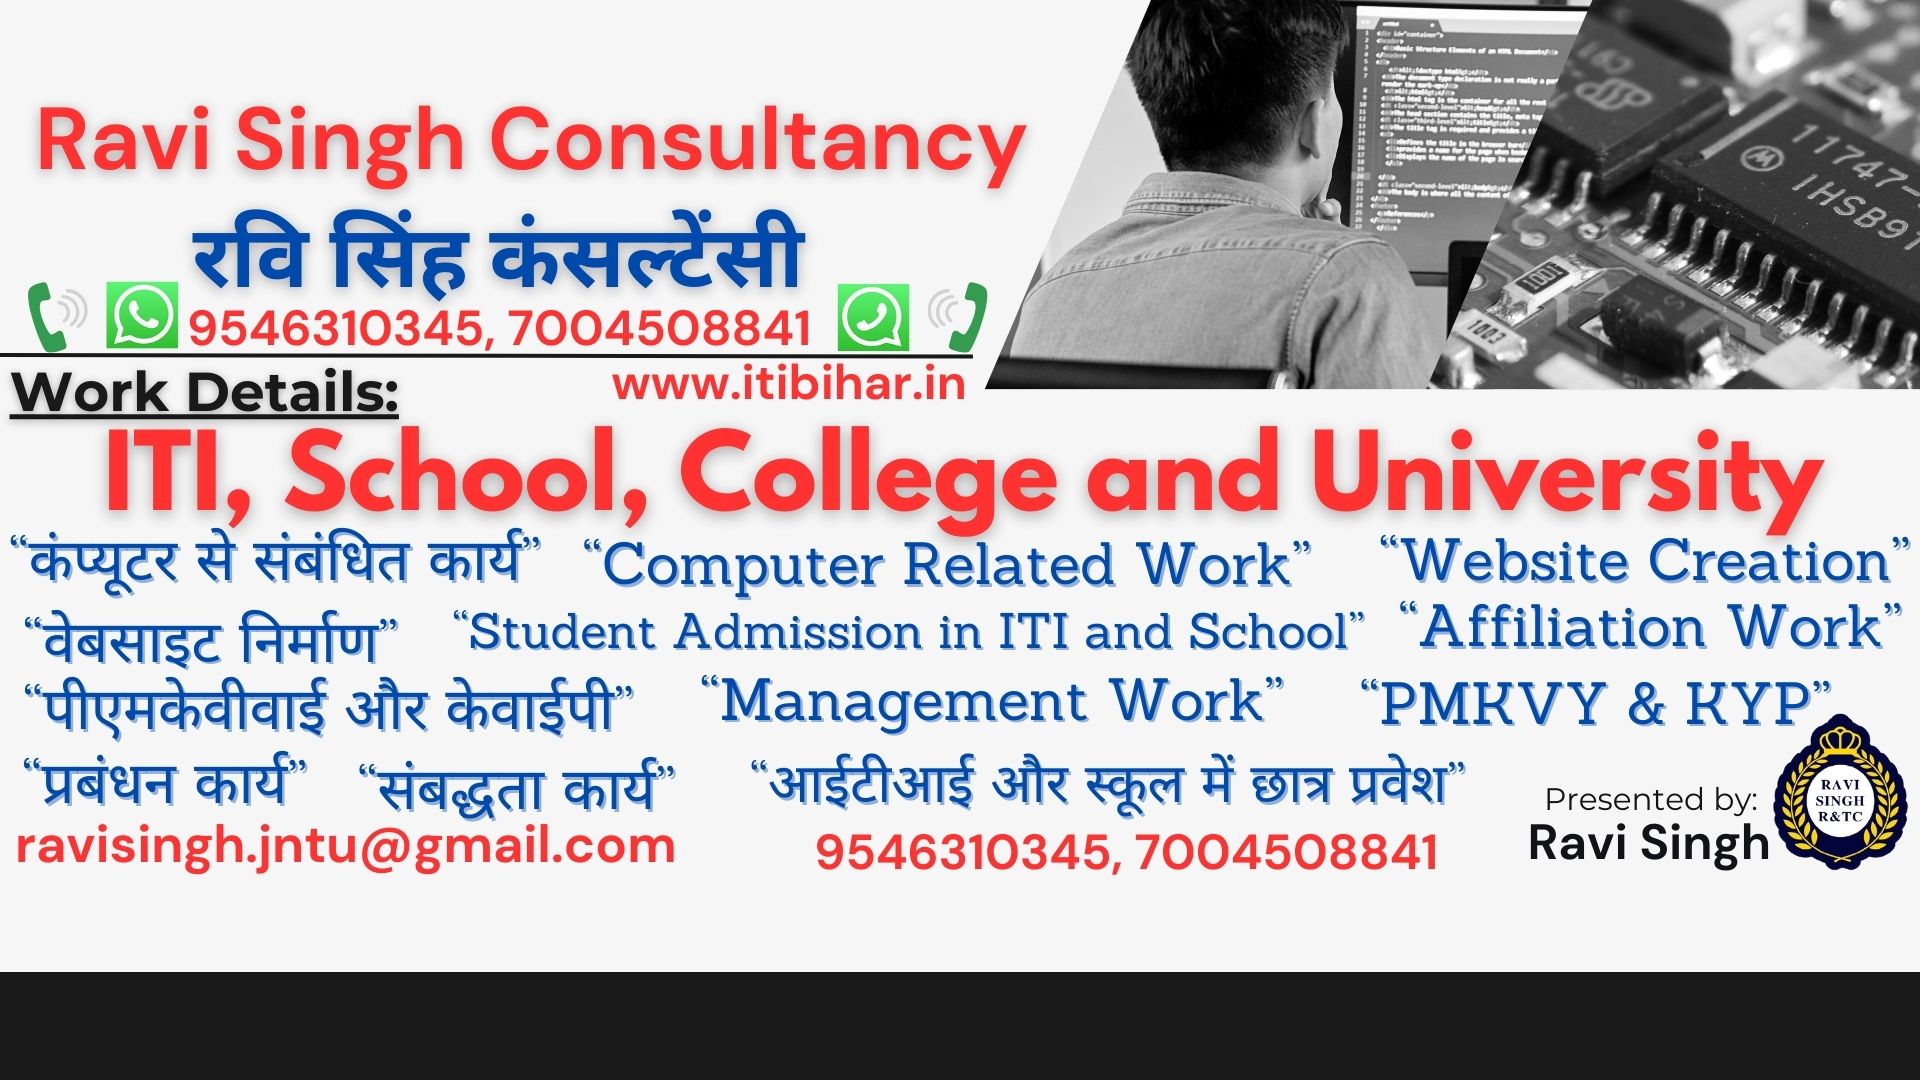 Ravi Singh Consultancy
रवि सिंह कंसल्टेंसी
9546310345, 7004508841
www.itibihar.in
Work Details:
ITI, School, College and University
“कंप्यूटर से संबंधित कार्य” “Computer Related Work” “Website Creation”
“वेबसाइट निर्माण” “Student Admission in ITI and School” “Affiliation Work”
“पीएमकेवीवाई और केवाईपी” “Management Work” “PMKVY & KYP”
“प्रबंधन कार्य” “संबद्धता कार्य” “आईटीआई और स्कूल में छात्र प्रवेश”
ravisingh.jntu@gmail.com 9546310345, 7004508841
Presented by:
Ravi Singh
RAVI
SINGH
R&TC
11747-
1003
1001